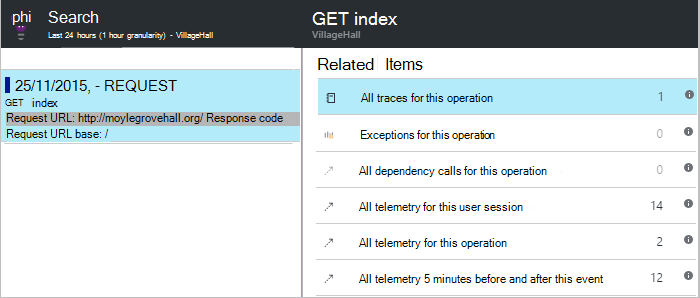 phi
Search
Last 24 hours (1 hour granularity) - VillageHall
25/11/2015, - REQUEST
GET index
Request URL: http://moylegrovehall.org/ Response code
Request URL base: /
GET index
VillageHall
Related Items
All traces for this operation 1
Exceptions for this operation 0
All dependency calls for this operation 0
All telemetry for this user session 14
All telemetry for this operation 2
All telemetry 5 minutes before and after this event 12